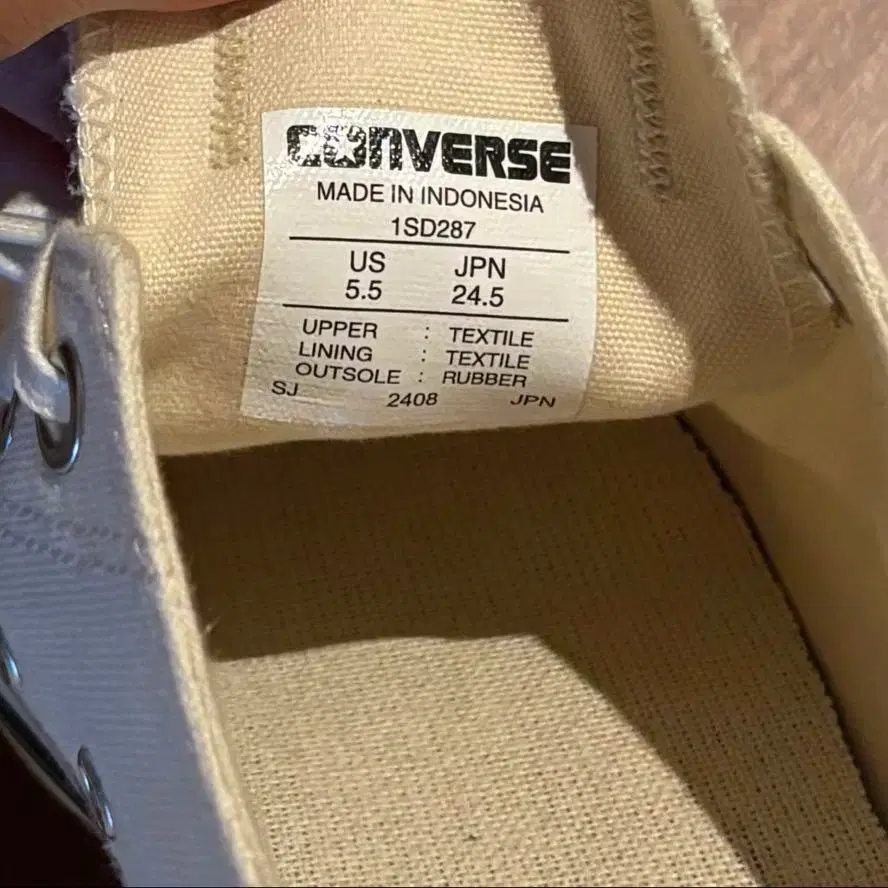 CONVERSE
MADE IN INDONESIA
1SD287
US JPN
5.5 24.5
UPPER : TEXTILE
LINING : TEXTILE
OUTSOLE : RUBBER
SJ 2408 JPN